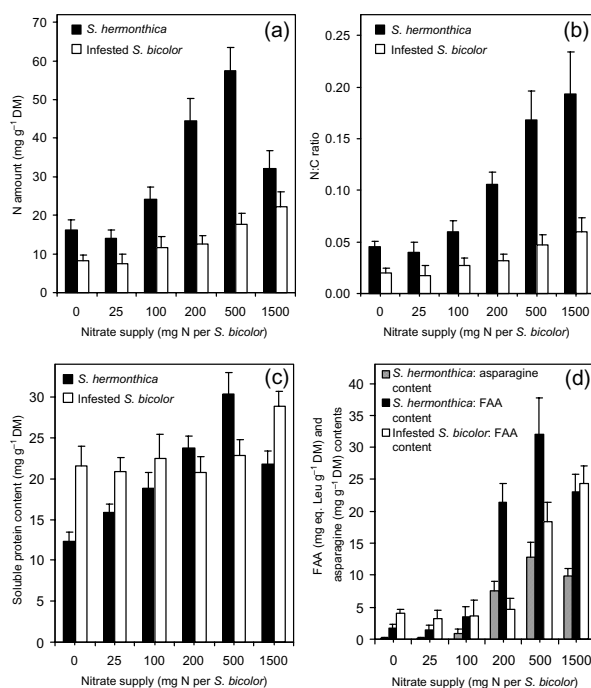 (a)
S. hermonthica
Infested S. bicolor
N amount (mg g⁻¹ DM)
70
60
50
40
30
20
10
0
0 25 100 200 500 1500
Nitrate supply (mg N per S. bicolor)
(b)
S. hermonthica
Infested S. bicolor
N:C ratio
0.25
0.20
0.15
0.10
0.05
0.00
0 25 100 200 500 1500
Nitrate supply (mg N per S. bicolor)
(c)
S. hermonthica
Infested S. bicolor
Soluble protein content (mg g⁻¹ DM)
30
25
20
15
10
5
0
0 25 100 200 500 1500
Nitrate supply (mg N per S. bicolor)
(d)
S. hermonthica: asparagine
content
S. hermonthica: FAA
content
Infested S. bicolor: FAA
content
FAA (mg eq. Leu g⁻¹ DM) and
asparagine (mg g⁻¹ DM) contents
45
40
35
30
25
20
15
10
5
0
0 25 100 200 500 1500
Nitrate supply (mg N per S. bicolor)